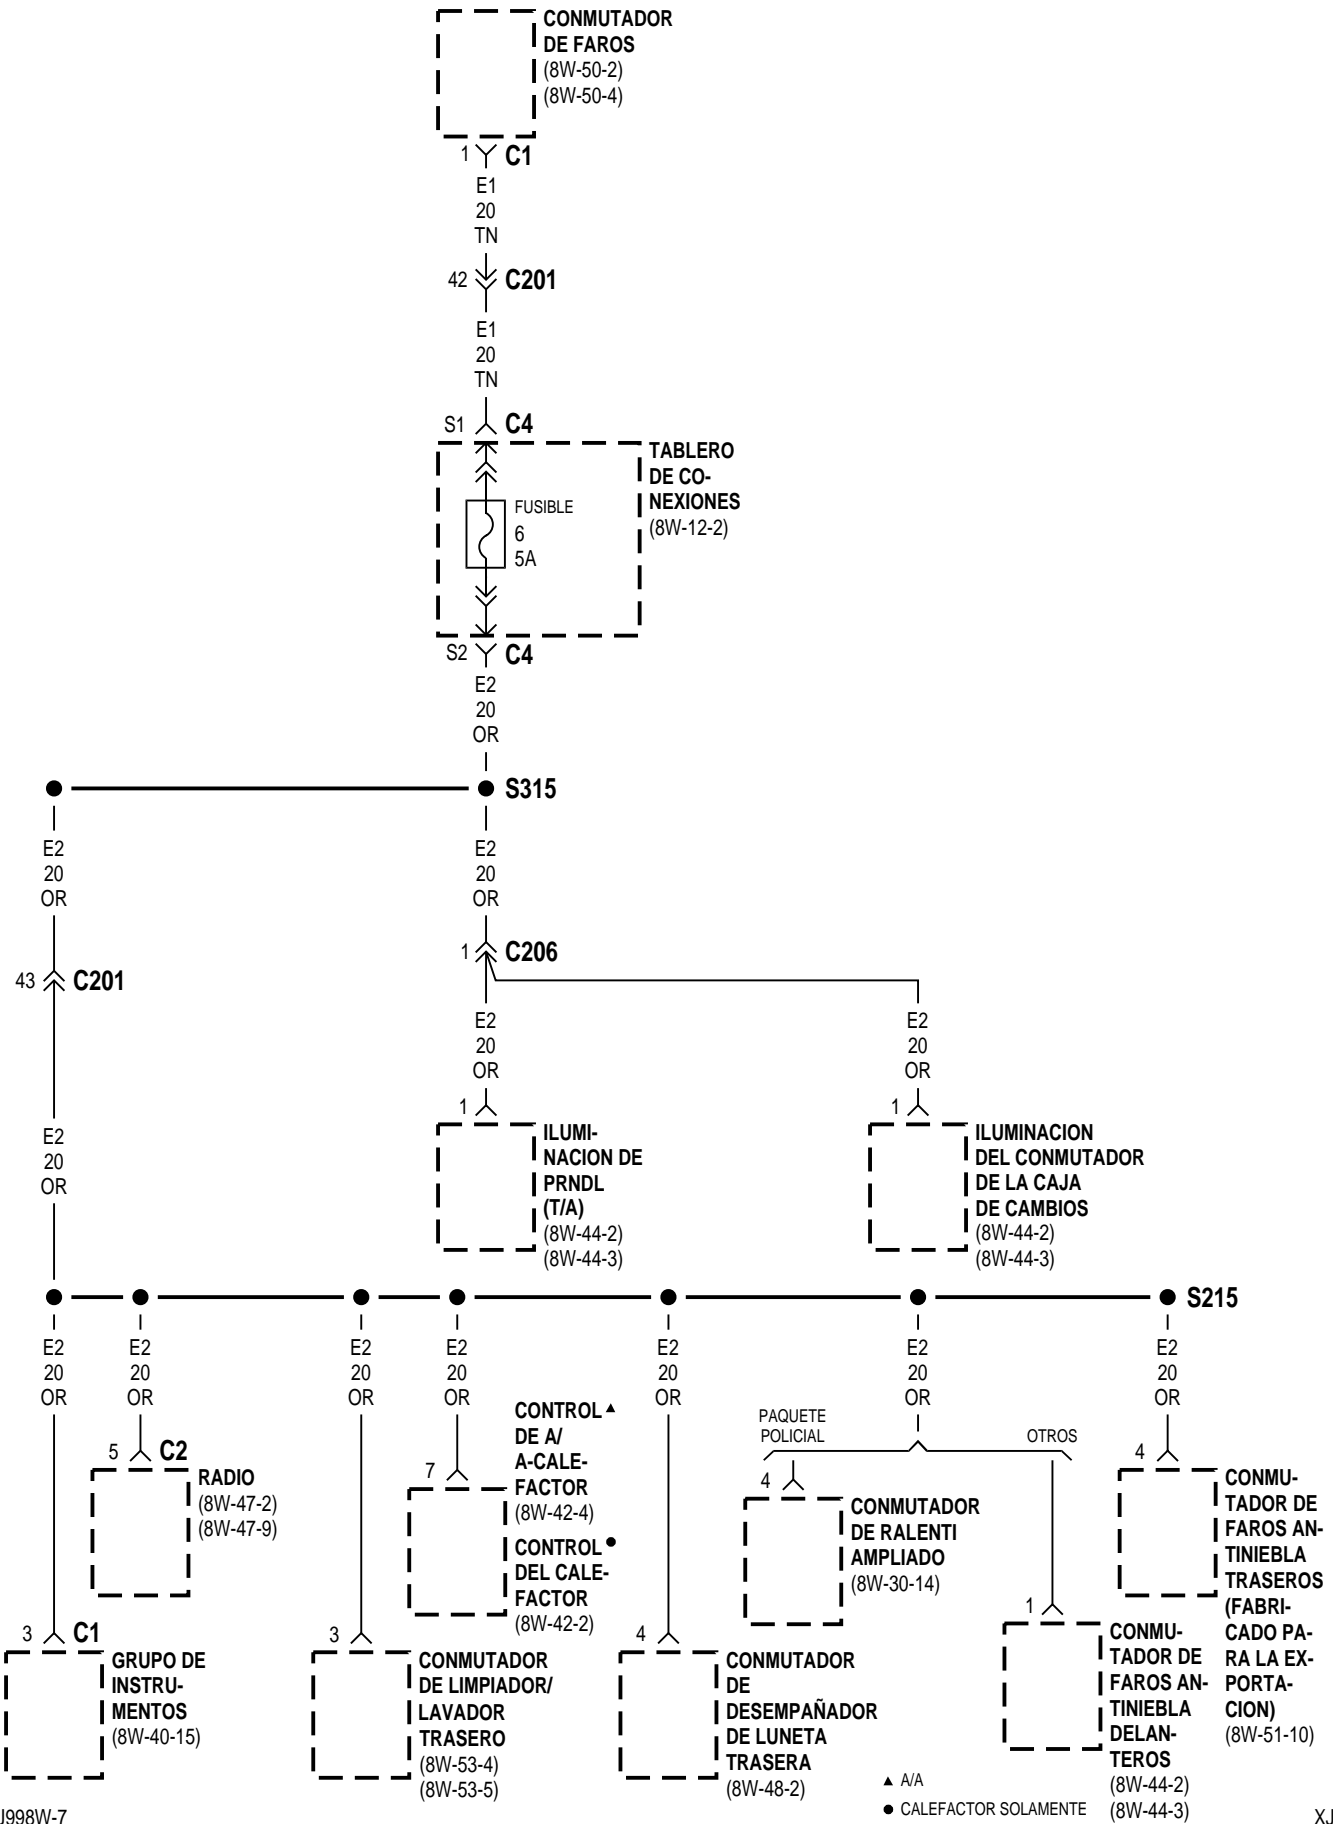 CONMUTADOR
DE FAROS
(8W-50-2)
(8W-50-4)
1 C1
E1
20
TN
42 C201
E1
20
TN
S1 C4
TABLERO
DE CO-
NEXIONES
(8W-12-2)
FUSIBLE
6
5A
S2 C4
E2
20
OR
S315
E2
20
OR
E2
20
OR
1 C206
43 C201
E2
20
OR
E2
20
OR
1
1
ILUMI-
NACION DE
PRNDL
(T/A)
(8W-44-2)
(8W-44-3)
ILUMINACION
DEL CONMUTADOR
DE LA CAJA
DE CAMBIOS
(8W-44-2)
(8W-44-3)
E2
20
OR
S215
E2
20
OR
E2
20
OR
E2
20
OR
E2
20
OR
E2
20
OR
E2
20
OR
E2
20
OR
5 C2
RADIO
(8W-47-2)
(8W-47-9)
7
CONTROL ▲
DE A/
A-CALE-
FACTOR
(8W-42-4)
CONTROL ●
DEL CALE-
FACTOR
(8W-42-2)
PAQUETE
POLICIAL
OTROS
4
CONMUTADOR
DE RALENTI
AMPLIADO
(8W-30-14)
4
CONMU-
TADOR DE
FAROS AN-
TINIEBLA
TRASEROS
(FABRI-
CADO PA-
RA LA EX-
PORTA-
CION)
(8W-51-10)
3 C1
GRUPO DE
INSTRU-
MENTOS
(8W-40-15)
3
CONMUTADOR
DE LIMPIADOR/
LAVADOR
TRASERO
(8W-53-4)
(8W-53-5)
4
CONMUTADOR
DE
DESEMPAÑADOR
DE LUNETA
TRASERA
(8W-48-2)
1
CONMU-
TADOR DE
FAROS AN-
TINIEBLA
DELAN-
TEROS
(8W-44-2)
(8W-44-3)
▲ A/A
● CALEFACTOR SOLAMENTE
J998W-7
XJ